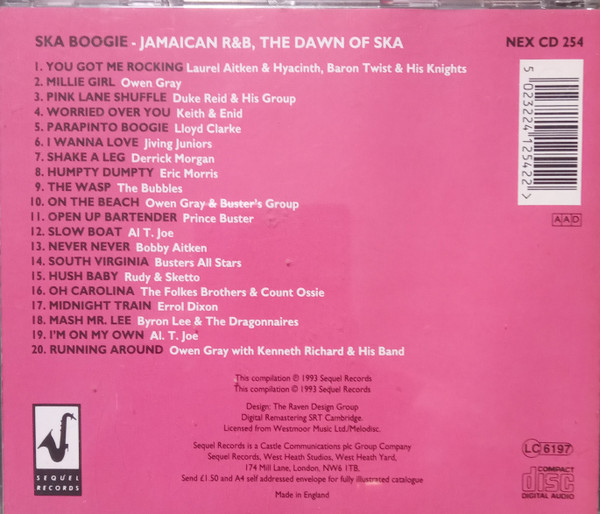 SKA BOOGIE - JAMAICAN R&B, THE DAWN OF SKA
NEX CD 254
1. YOU GOT ME ROCKING Laurel Aitken & Hyacinth, Baron Twist & His Knights
2. MILLIE GIRL Owen Gray
3. PINK LANE SHUFFLE Duke Reid & His Group
4. WORRIED OVER YOU Keith & Enid
5. PARAPINTO BOOGIE Lloyd Clarke
6. I WANNA LOVE Jiving Juniors
7. SHAKE A LEG Derrick Morgan
8. HUMPTY DUMPTY Eric Morris
9. THE WASP The Bubbles
10. ON THE BEACH Owen Gray & Buster's Group
11. OPEN UP BARTENDER Prince Buster
12. SLOW BOAT Al T. Joe
13. NEVER NEVER Bobby Aitken
14. SOUTH VIRGINIA Busters All Stars
15. HUSH BABY Rudy & Sketto
16. OH CAROLINA The Folkes Brothers & Count Ossie
17. MIDNIGHT TRAIN Errol Dixon
18. MASH MR. LEE Byron Lee & The Dragonnaires
19. I'M ON MY OWN Al. T. Joe
20. RUNNING AROUND Owen Gray with Kenneth Richard & His Band
5 023224 125422 >
AAD
This compilation ℗ 1993 Sequel Records
This compilation © 1993 Sequel Records
Design: The Raven Design Group
Digital Remastering SRT Cambridge.
Licensed from Westmoor Music Ltd./Melodisc.
Sequel Records is a Castle Communications plc Group Company
Sequel Records, West Heath Studios, West Heath Yard,
174 Mill Lane, London, NW6 1TB.
Send £1.50 and A4 self addressed envelope for fully illustrated catalogue
Made in England
SEQUEL
RECORDS
LC 6197
COMPACT
disc
DIGITAL AUDIO